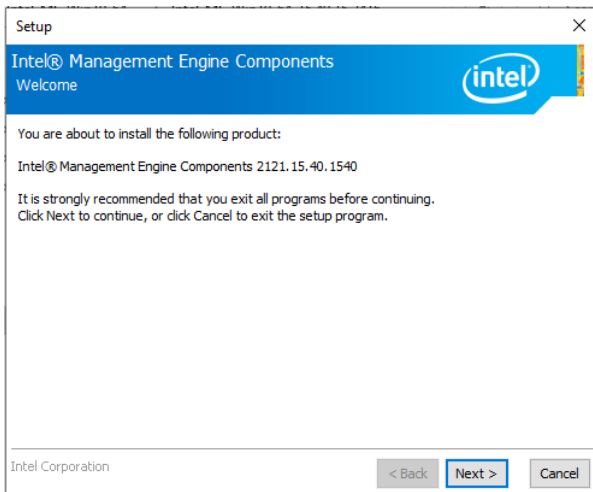 Setup
Intel® Management Engine Components
Welcome
intel
You are about to install the following product:
Intel® Management Engine Components 2121.15.40.1540
It is strongly recommended that you exit all programs before continuing.
Click Next to continue, or click Cancel to exit the setup program.
Intel Corporation
< Back Next > Cancel